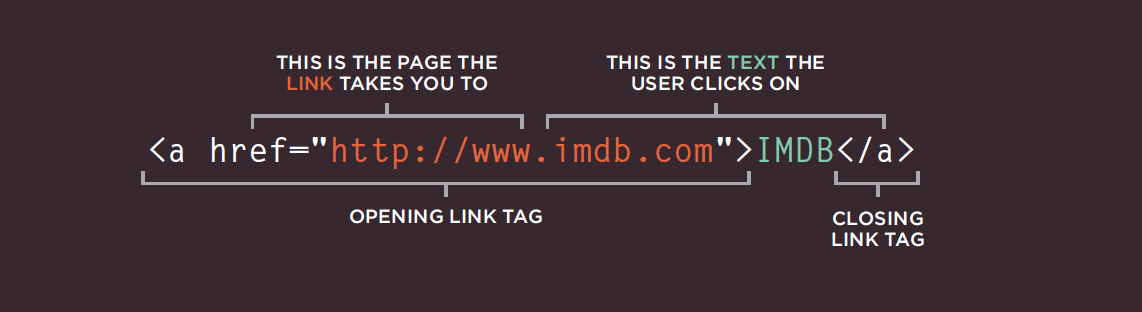 THIS IS THE PAGE THE
LINK TAKES YOU TO
THIS IS THE TEXT THE
USER CLICKS ON
<a href="http://www.imdb.com">IMDB</a>
OPENING LINK TAG
CLOSING
LINK TAG